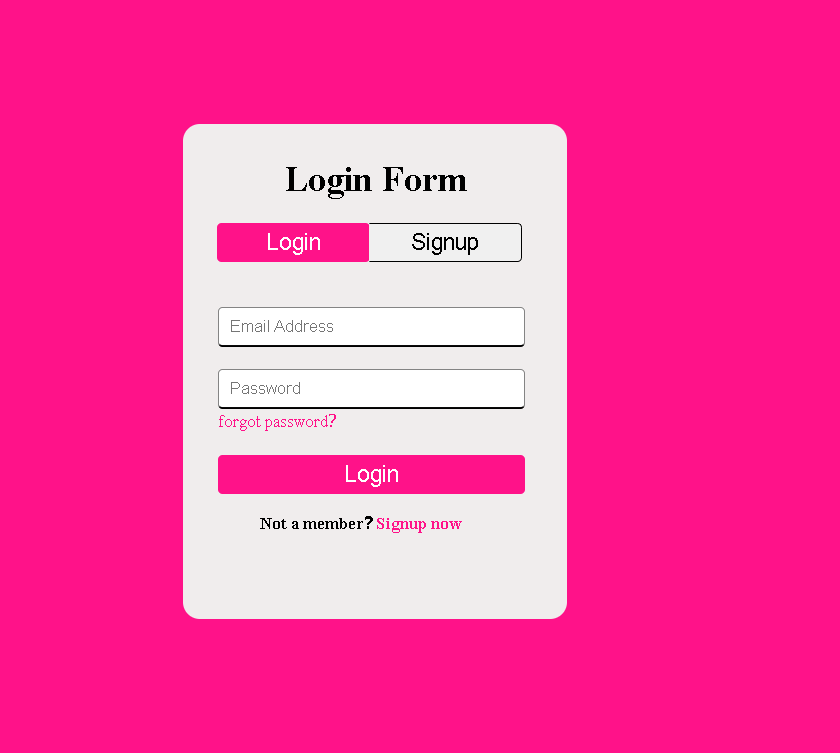 Login Form
Login Signup
Email Address
Password
forgot password?
Login
Not a member? Signup now